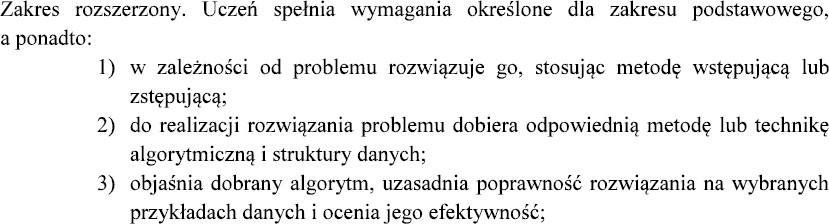 Zakres rozszerzony. Uczeń spełnia wymagania określone dla zakresu podstawowego,
a ponadto:
1) w zależności od problemu rozwiązuje go, stosując metodę wstępującą lub
zstępującą;
2) do realizacji rozwiązania problemu dobiera odpowiednią metodę lub technikę
algorytmiczną i struktury danych;
3) objaśnia dobrany algorytm, uzasadnia poprawność rozwiązania na wybranych
przykładach danych i ocenia jego efektywność;